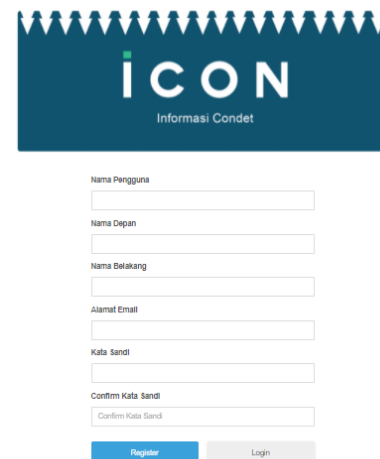 iCON
Informasi Condet
Nama Pengguna
Nama Depan
Nama Belakang
Alamat Email
Kata Sandi
Confirm Kata Sandi
Confirm Kata Sandi
Register Login